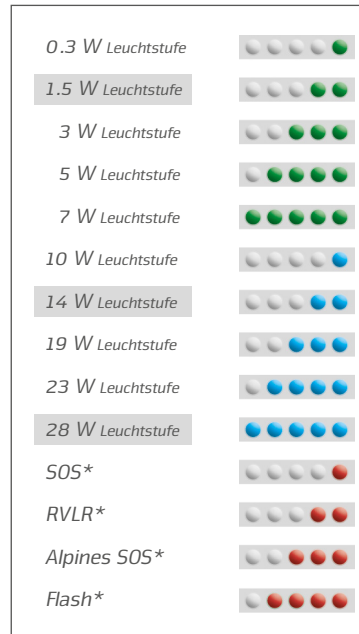 0.3 W Leuchtstufe
1.5 W Leuchtstufe
3 W Leuchtstufe
5 W Leuchtstufe
7 W Leuchtstufe
10 W Leuchtstufe
14 W Leuchtstufe
19 W Leuchtstufe
23 W Leuchtstufe
28 W Leuchtstufe
SOS*
RVLR*
Alpines SOS*
Flash*